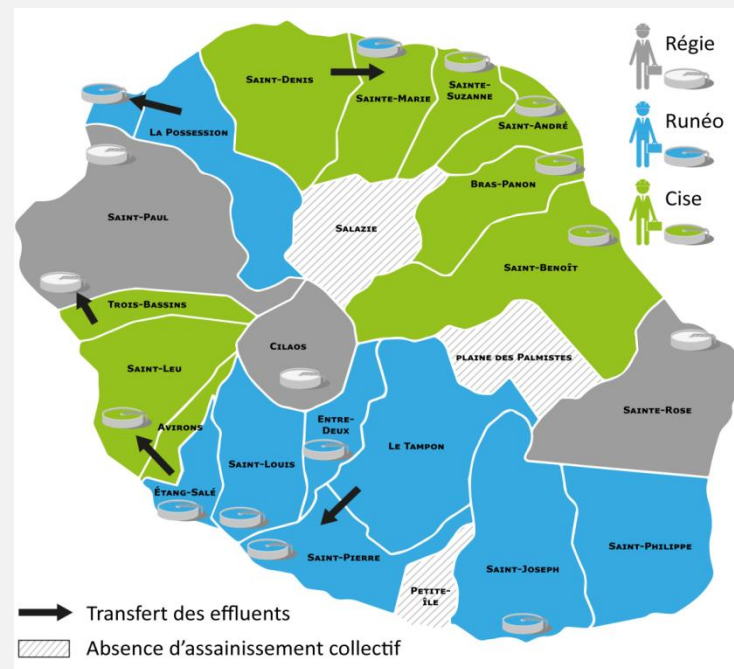 Régie
Runéo
Cise
Saint-Denis
Sainte-Marie
Sainte-
Suzanne
Saint-André
La Possession
Bras-Panon
Saint-Paul
Salazie
Saint-Benoît
Trois-Bassins
Cilaos
plaine des Palmistes
Saint-Leu
Sainte-Rose
Avirons
Entre-
Deux
Le Tampon
Saint-Louis
Étang-Salé
Saint-Pierre
Saint-Joseph
Saint-Philippe
Petite-
île
Transfert des effluents
Absence d'assainissement collectif